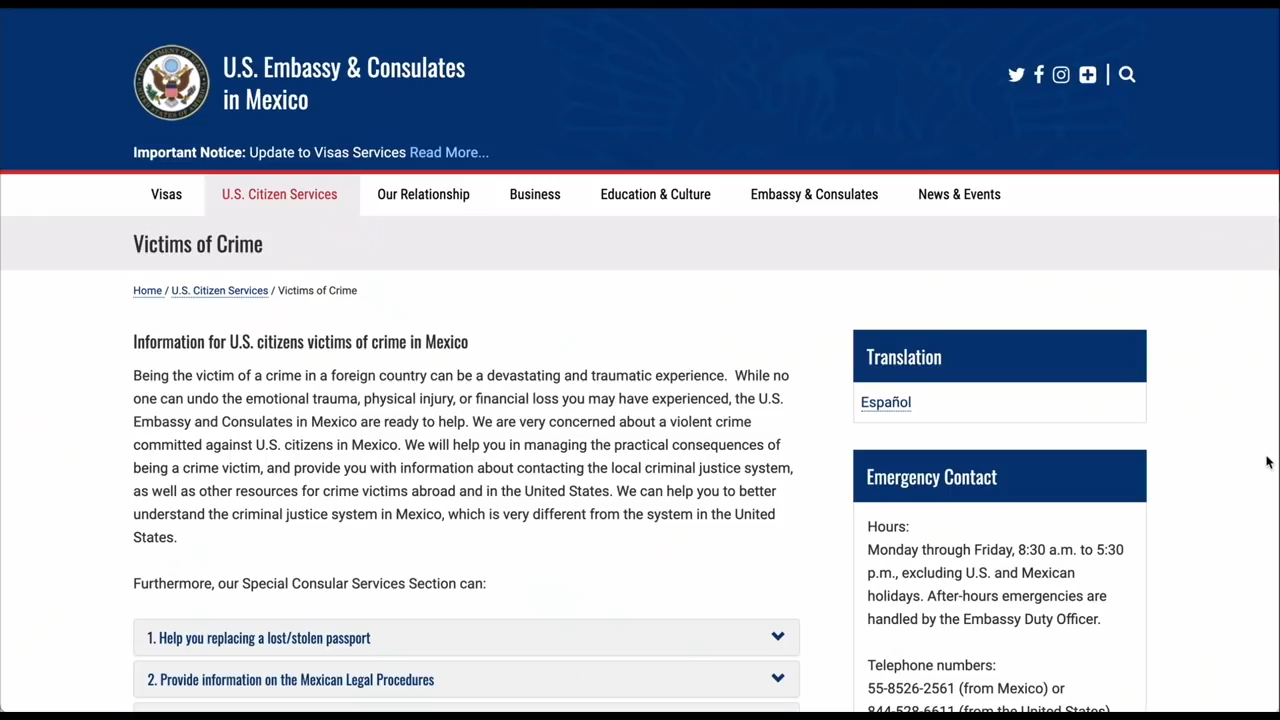 U.S. Embassy & Consulates
in Mexico
Important Notice: Update to Visas Services Read More...
Visas
U.S. Citizen Services
Our Relationship
Business
Education & Culture
Embassy & Consulates
News & Events
Victims of Crime
Home / U.S. Citizen Services / Victims of Crime
Information for U.S. citizens victims of crime in Mexico
Being the victim of a crime in a foreign country can be a devastating and traumatic experience.  While no
one can undo the emotional trauma, physical injury, or financial loss you may have experienced, the U.S.
Embassy and Consulates in Mexico are ready to help. We are very concerned about a violent crime
committed against U.S. citizens in Mexico. We will help you in managing the practical consequences of
being a crime victim, and provide you with information about contacting the local criminal justice system,
as well as other resources for crime victims abroad and in the United States. We can help you to better
understand the criminal justice system in Mexico, which is very different from the system in the United
States.
Furthermore, our Special Consular Services Section can:
1. Help you replacing a lost/stolen passport
2. Provide information on the Mexican Legal Procedures
Translation
Español
Emergency Contact
Hours:
Monday through Friday, 8:30 a.m. to 5:30
p.m., excluding U.S. and Mexican
holidays. After-hours emergencies are
handled by the Embassy Duty Officer.
Telephone numbers:
55-8526-2561 (from Mexico) or
844-528-6611 (from the United States)